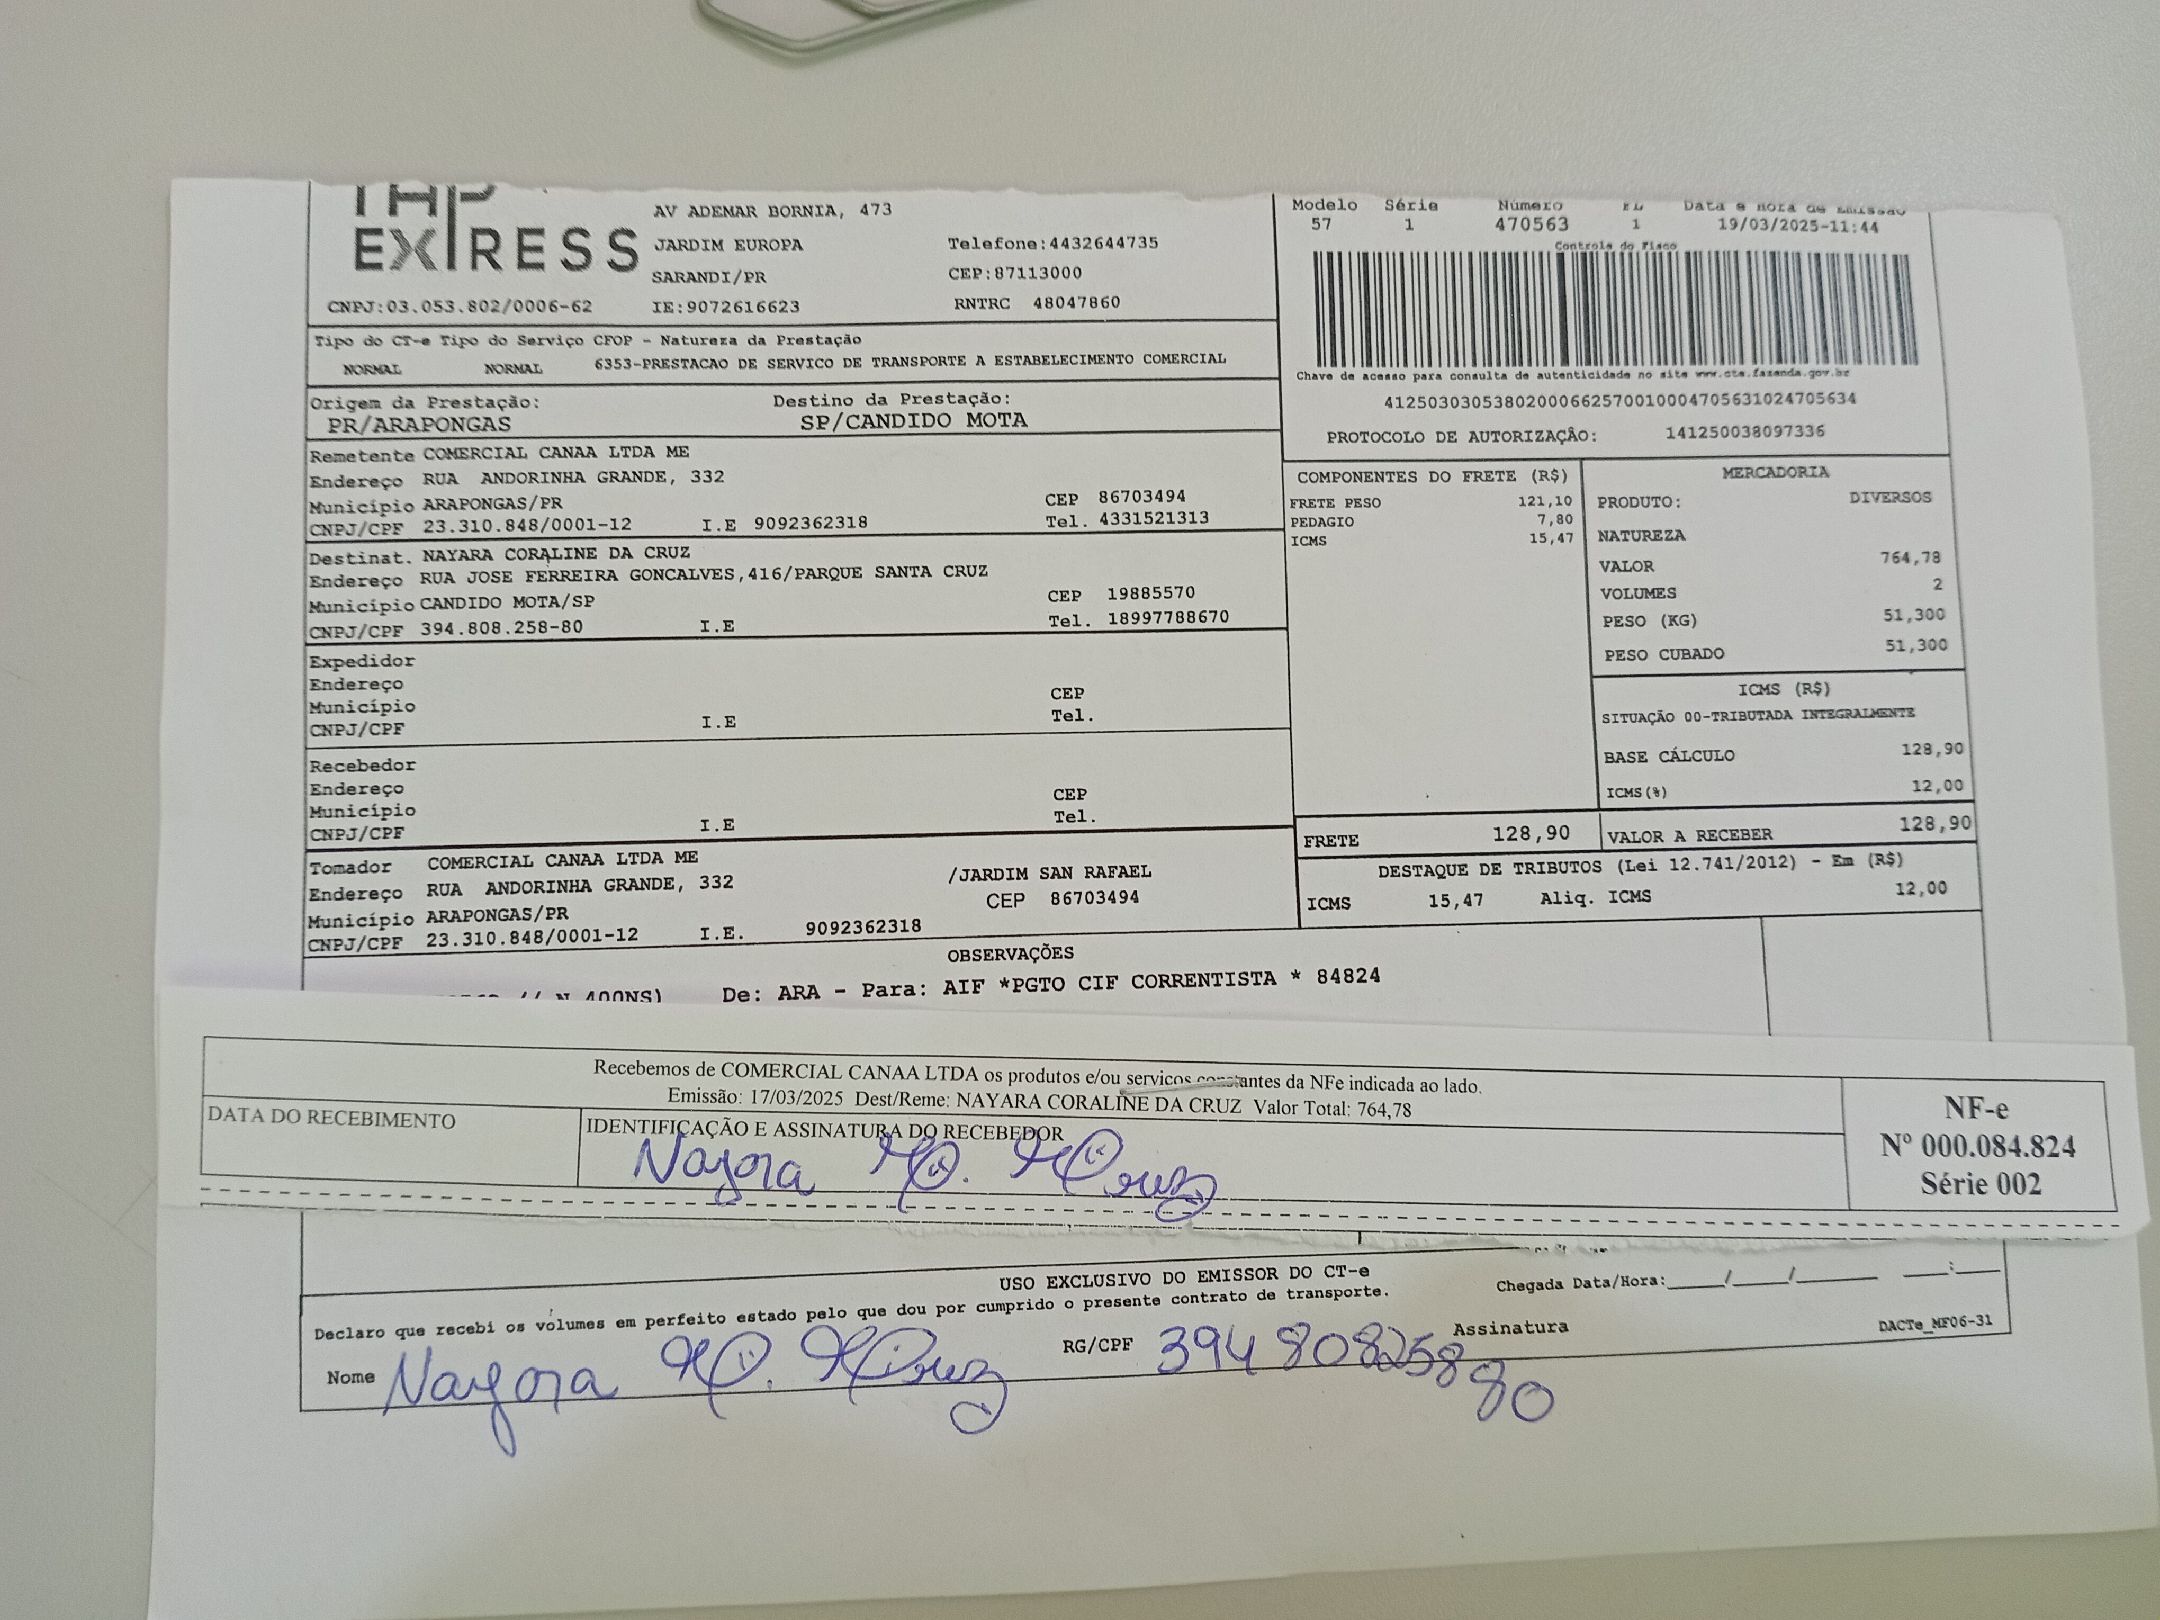 EXPRESS
AV ADEMAR BORNIA, 473
JARDIM EUROPA Telefone:4432644735
SARANDI/PR CEP:87113000
CNPJ:03.053.802/0006-62 IE:9072616623 RNTRC 48047860
Modelo Série Número FL Data e hora de Emissão
57 1 470563 1 19/03/2025-11:44
Controle do Fisco
Chave de acesso para consulta de autenticidade no site www.cte.fazenda.gov.br
41250303053802000662570010004705631024705634
PROTOCOLO DE AUTORIZAÇÂO: 141250038097336
Tipo do CT-e Tipo do Serviço CFOP - Natureza da Prestação
NORMAL NORMAL 6353-PRESTACAO DE SERVICO DE TRANSPORTE A ESTABELECIMENTO COMERCIAL
Origem da Prestação: Destino da Prestação:
PR/ARAPONGAS SP/CANDIDO MOTA
Remetente COMERCIAL CANAA LTDA ME
Endereço RUA ANDORINHA GRANDE, 332
Município ARAPONGAS/PR CEP 86703494
CNPJ/CPF 23.310.848/0001-12 I.E 9092362318 Tel. 4331521313
Destinat. NAYARA CORALINE DA CRUZ
Endereço RUA JOSE FERREIRA GONCALVES,416/PARQUE SANTA CRUZ
Município CANDIDO MOTA/SP CEP 19885570
CNPJ/CPF 394.808.258-80 I.E Tel. 18997788670
Expedidor
Endereço
Município CEP
CNPJ/CPF I.E Tel.
Recebedor
Endereço
Município CEP
CNPJ/CPF I.E Tel.
Tomador COMERCIAL CANAA LTDA ME
Endereço RUA ANDORINHA GRANDE, 332 /JARDIM SAN RAFAEL
Município ARAPONGAS/PR CEP 86703494
CNPJ/CPF 23.310.848/0001-12 I.E. 9092362318
COMPONENTES DO FRETE (R$)
FRETE PESO 121,10
PEDAGIO 7,80
ICMS 15,47
MERCADORIA
PRODUTO: DIVERSOS
NATUREZA
VALOR 764,78
VOLUMES 2
PESO (KG) 51,300
PESO CUBADO 51,300
ICMS (R$)
SITUAÇÃO 00-TRIBUTADA INTEGRALMENTE
BASE CÁLCULO 128,90
ICMS(%) 12,00
FRETE 128,90 VALOR A RECEBER 128,90
DESTAQUE DE TRIBUTOS (Lei 12.741/2012) - Em (R$)
ICMS 15,47 Aliq. ICMS 12,00
OBSERVAÇÕES
De: ARA - Para: AIF *PGTO CIF CORRENTISTA * 84824
Recebemos de COMERCIAL CANAA LTDA os produtos e/ou serviços constantes da NFe indicada ao lado.
Emissão: 17/03/2025 Dest/Reme: NAYARA CORALINE DA CRUZ Valor Total: 764,78
DATA DO RECEBIMENTO
IDENTIFICAÇÃO E ASSINATURA DO RECEBEDOR
Cruz
NF-e
Nº 000.084.824
Série 002
USO EXCLUSIVO DO EMISSOR DO CT-e
Declaro que recebi os volumes em perfeito estado pelo que dou por cumprido o presente contrato de transporte.
Chegada Data/Hora:____/____/______ ___:___
Nome Cruz RG/CPF 39480825880 Assinatura
DACTe_MF06-31